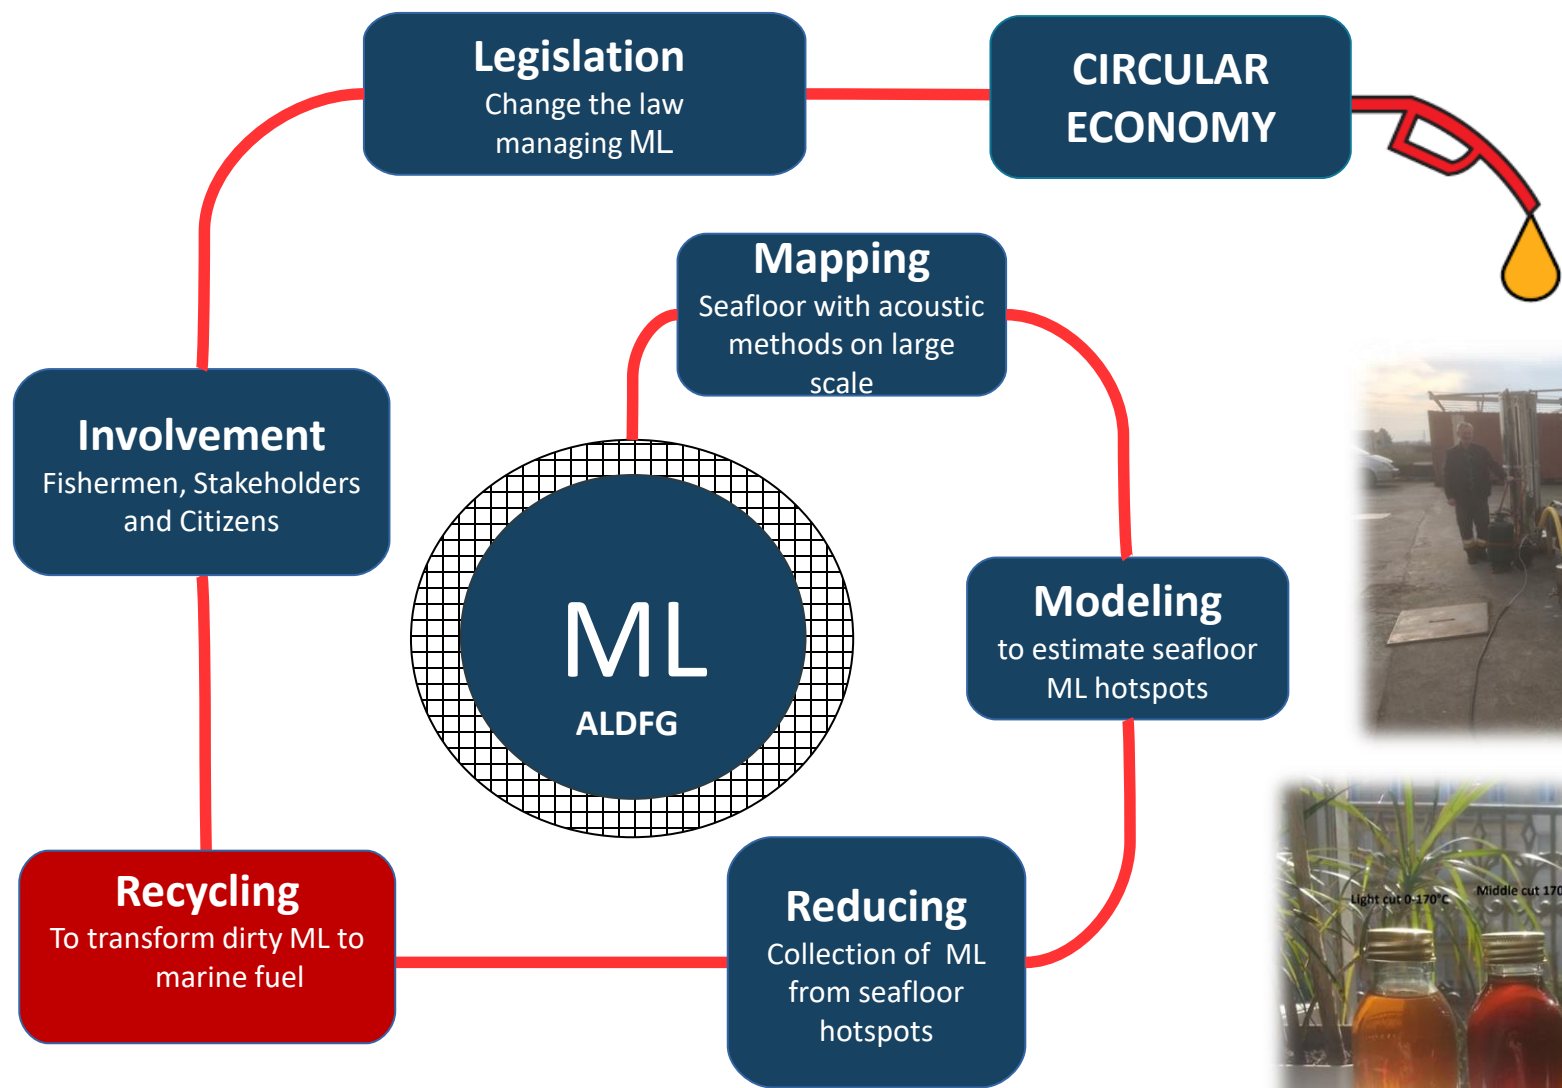 Legislation
Change the law
managing ML
CIRCULAR
ECONOMY
Mapping
Seafloor with acoustic
methods on large
scale
Involvement
Fishermen, Stakeholders
and Citizens
ML
ALDFG
Modeling
to estimate seafloor
ML hotspots
Recycling
To transform dirty ML to
marine fuel
Reducing
Collection of ML
from seafloor
hotspots
Light cut 0-170°C
Middle cut 170